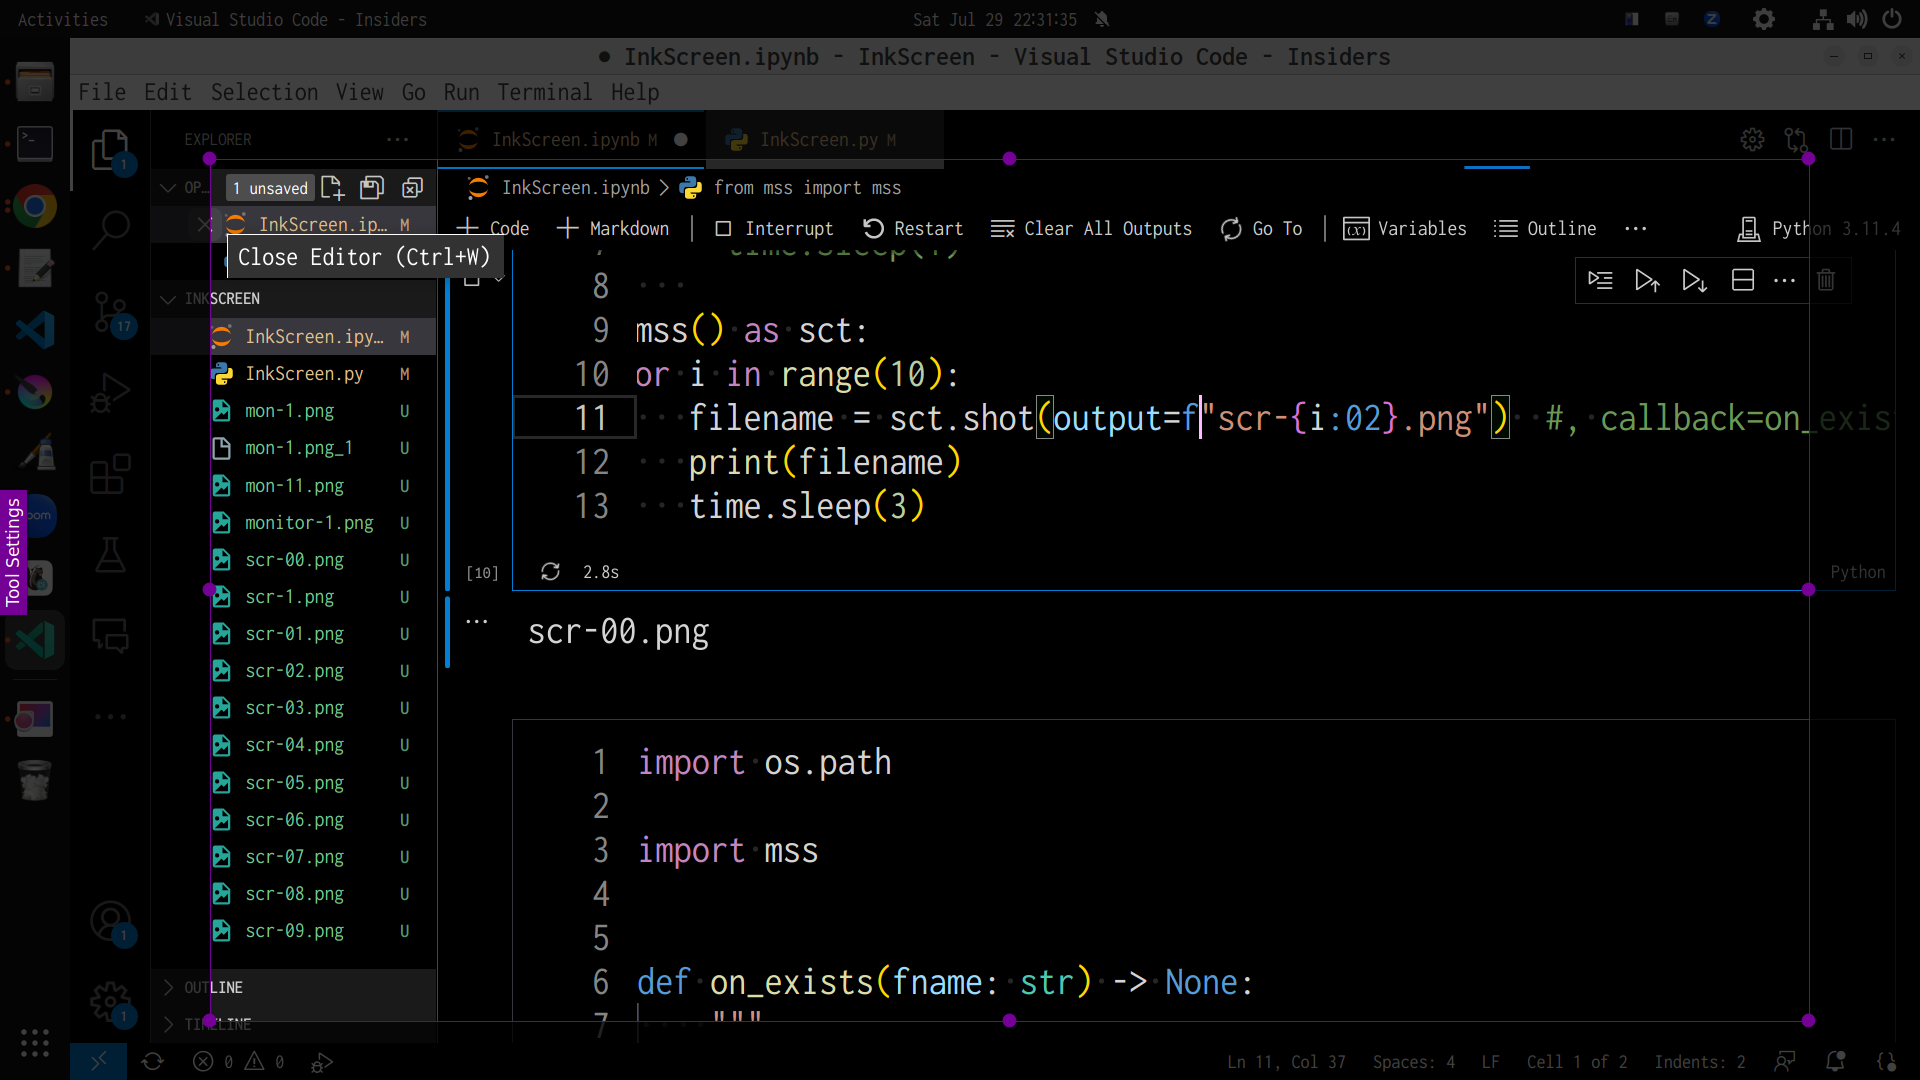 Activities Visual Studio Code - Insiders Sat Jul 29 22:31:35
● InkScreen.ipynb - InkScreen - Visual Studio Code - Insiders
File Edit Selection View Go Run Terminal Help
EXPLORER
InkScreen.ipynb M ●
InkScreen.py M
OP... 1 unsaved
InkScreen.ipynb > from mss import mss
InkScreen.ip... M
Code Markdown Interrupt Restart Clear All Outputs Go To Variables Outline ... Python 3.11.4
Close Editor (Ctrl+W)
INKSCREEN
InkScreen.ipy... M
InkScreen.py M
mon-1.png U
mon-1.png_1 U
mon-11.png U
monitor-1.png U
scr-00.png U
scr-1.png U
scr-01.png U
scr-02.png U
scr-03.png U
scr-04.png U
scr-05.png U
scr-06.png U
scr-07.png U
scr-08.png U
scr-09.png U
OUTLINE
TIMELINE
Tool Settings
oom
1
17
1
1
7 time.sleep(1)
8
9 mss() as sct:
10 or i in range(10):
11 filename = sct.shot(output=f"scr-{i:02}.png") #, callback=on_exis
12 print(filename)
13 time.sleep(3)
[10] 2.8s Python
scr-00.png
1 import os.path
2
3 import mss
4
5
6 def on_exists(fname: str) -> None:
7 """
0 0 Ln 11, Col 37 Spaces: 4 LF Cell 1 of 2 Indents: 2